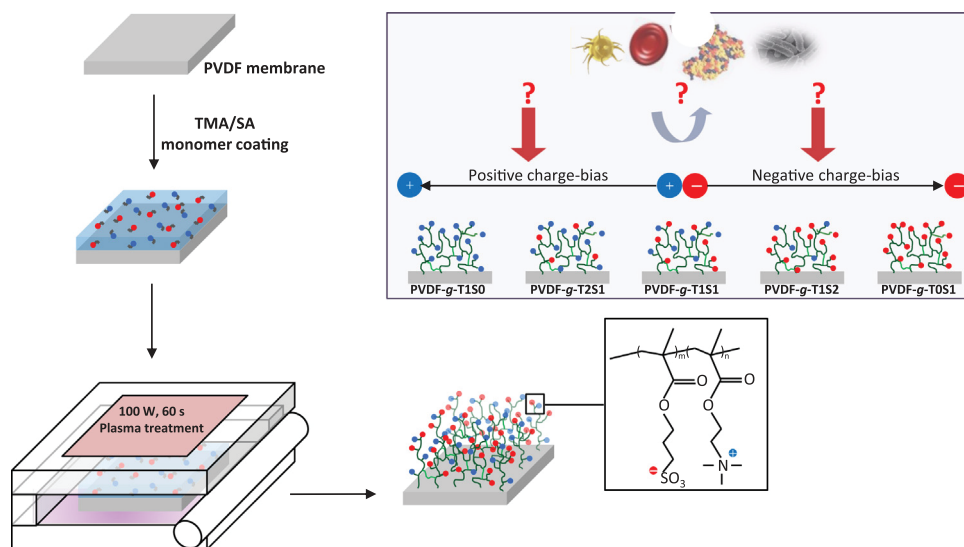 PVDF membrane
TMA/SA
monomer coating
100 W, 60 s
Plasma treatment
? ? ?
+ Positive charge-bias + − Negative charge-bias −
PVDF-g-T1S0 PVDF-g-T2S1 PVDF-g-T1S1 PVDF-g-T1S2 PVDF-g-T0S1
m n
O O
O O
− +
SO3 N